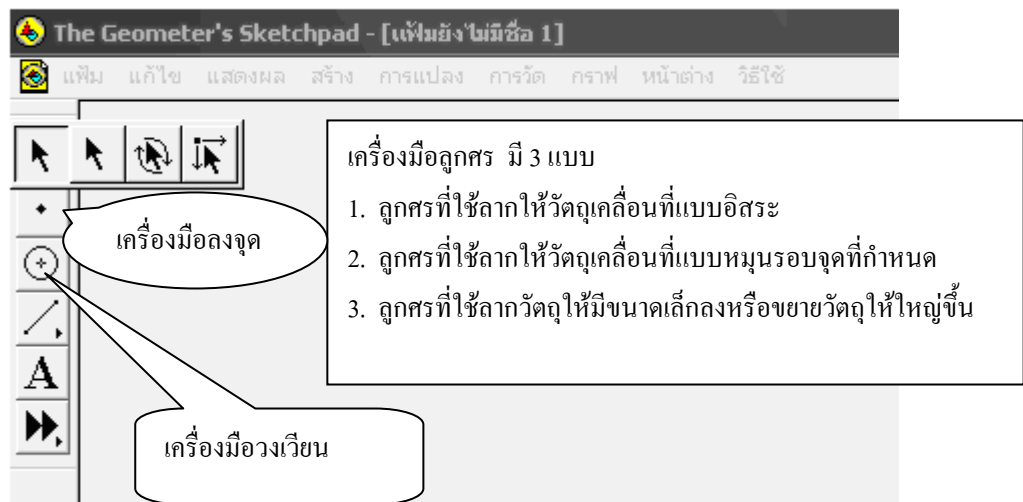 The Geometer's Sketchpad - [แฟ้มยังไม่มีชื่อ 1]
แฟ้ม แก้ไข แสดงผล สร้าง การแปลง การวัด กราฟ หน้าต่าง วิธีใช้
เครื่องมือลูกศร มี 3 แบบ
1. ลูกศรที่ใช้ลากให้วัตถุเคลื่อนที่แบบอิสระ
2. ลูกศรที่ใช้ลากให้วัตถุเคลื่อนที่แบบหมุนรอบจุดที่กำหนด
3. ลูกศรที่ใช้ลากวัตถุให้มีขนาดเล็กลงหรือขยายวัตถุให้ใหญ่ขึ้น
เครื่องมือลงจุด
A
เครื่องมือวงเวียน